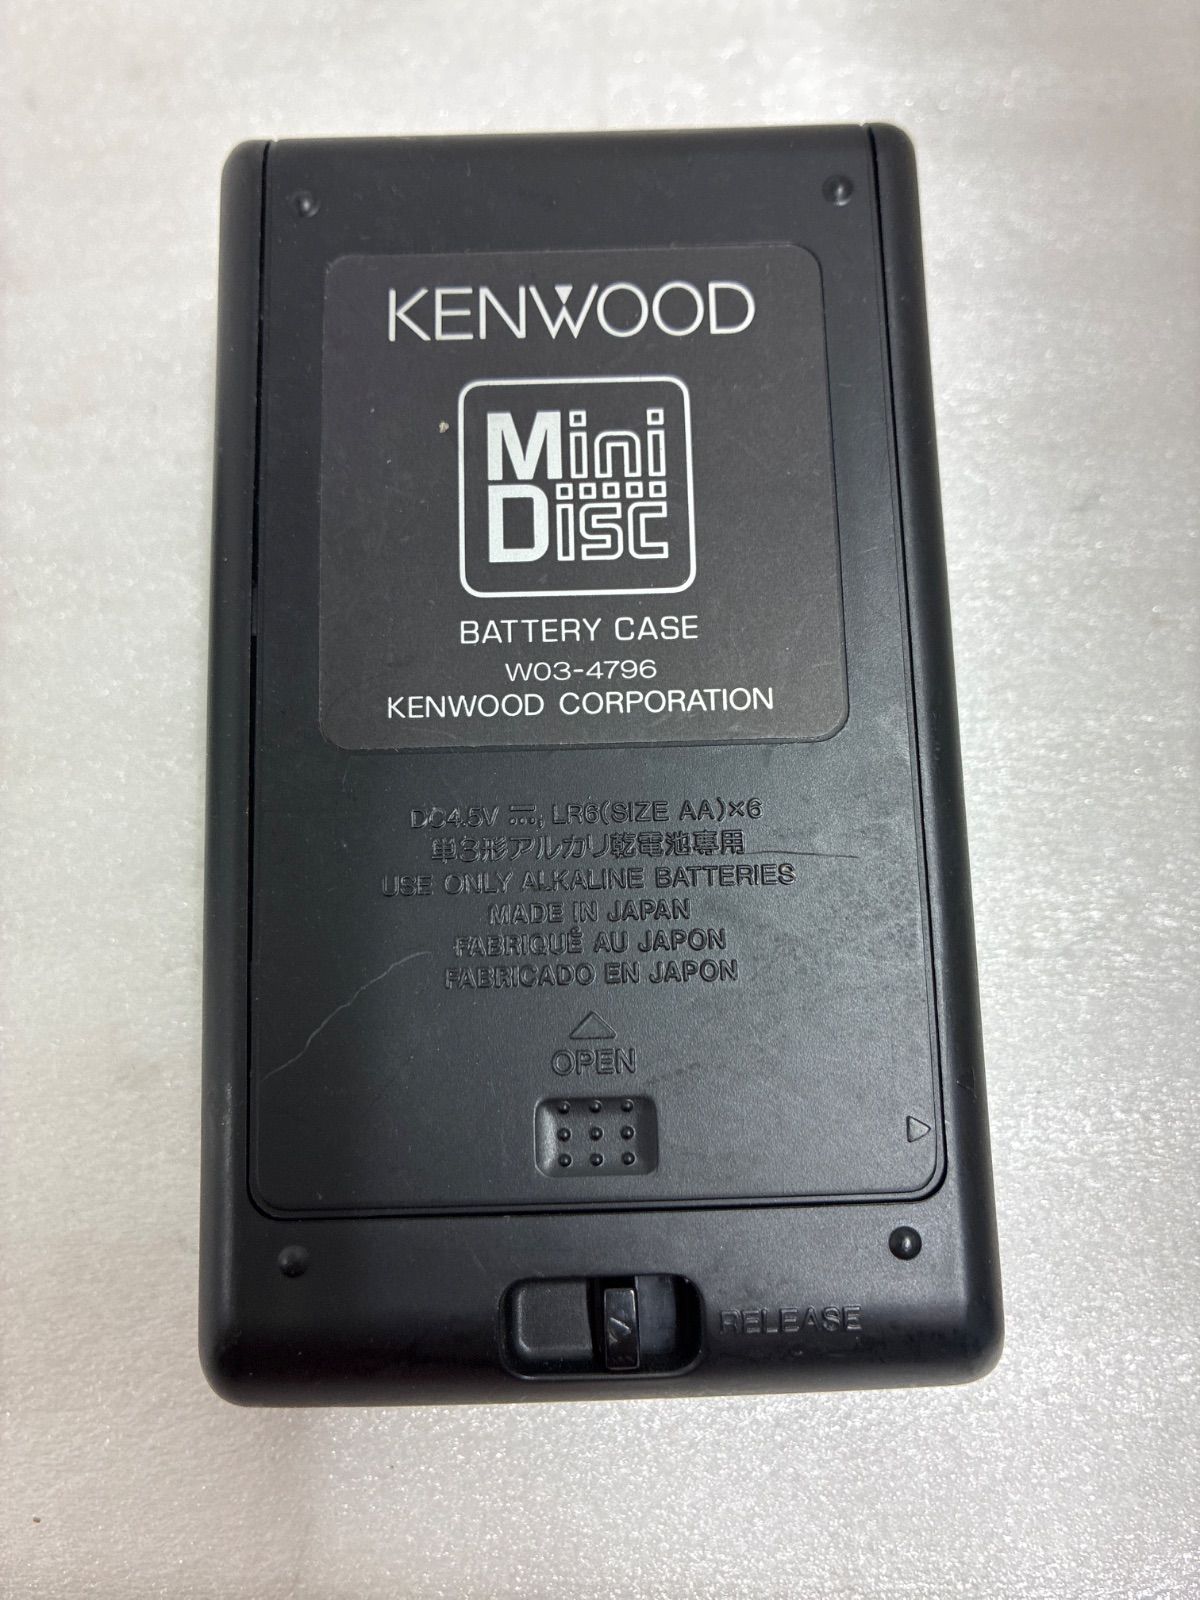 KENWOOD
Mini
Disc
BATTERY CASE
W03-4796
KENWOOD CORPORATION
DC4.5V ⎓; LR6(SIZE AA)×6
単3形アルカリ乾電池専用
USE ONLY ALKALINE BATTERIES
MADE IN JAPAN
FABRIQUÉ AU JAPON
FABRICADO EN JAPON
OPEN
RELEASE